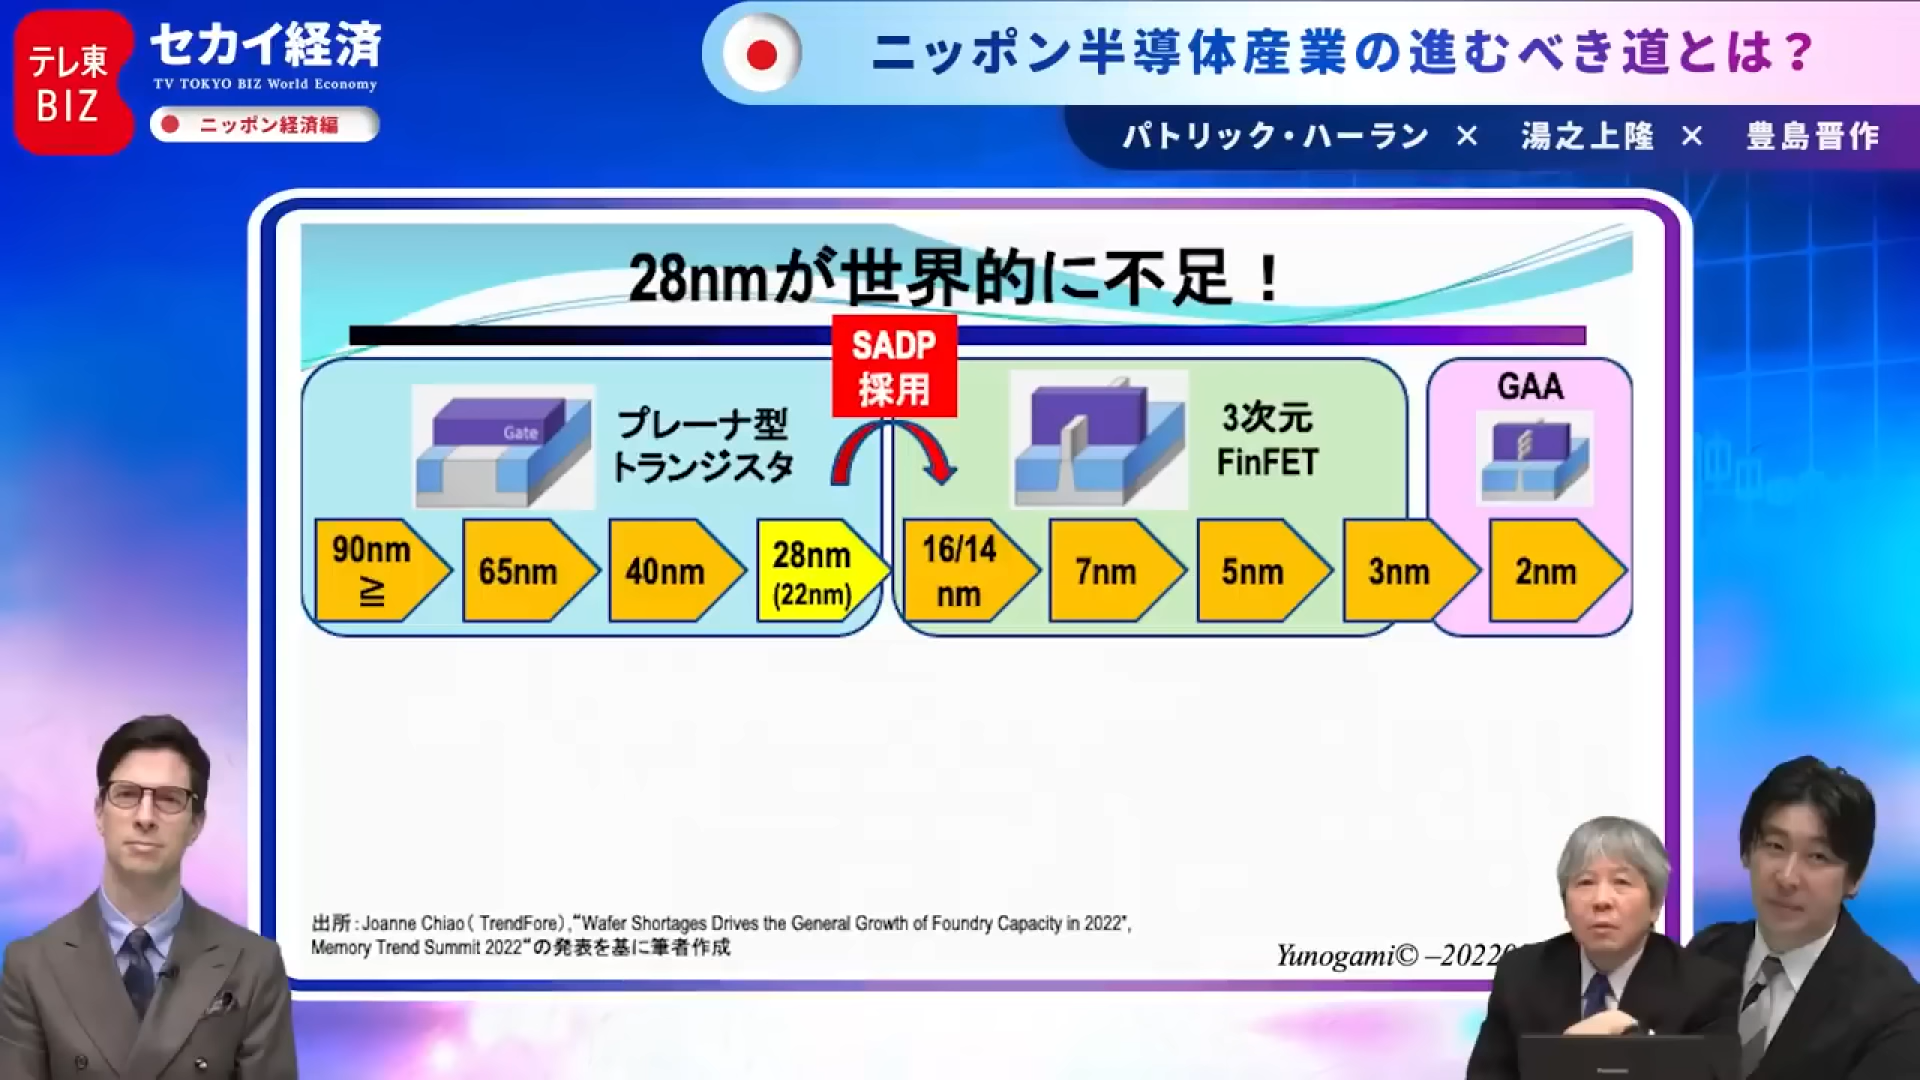 テレ東
BIZ
セカイ経済
TV TOKYO BIZ World Economy
ニッポン経済編
ニッポン半導体産業の進むべき道とは？
パトリック・ハーラン × 湯之上隆 × 豊島晋作
28nmが世界的に不足！
SADP
採用
Gate
プレーナ型
トランジスタ
3次元
FinFET
GAA
90nm
≧
65nm
40nm
28nm
(22nm)
16/14
nm
7nm
5nm
3nm
2nm
出所：Joanne Chiao（ TrendFore）,“Wafer Shortages Drives the General Growth of Foundry Capacity in 2022”,
Memory Trend Summit 2022“の発表を基に筆者作成
Yunogami© –2022